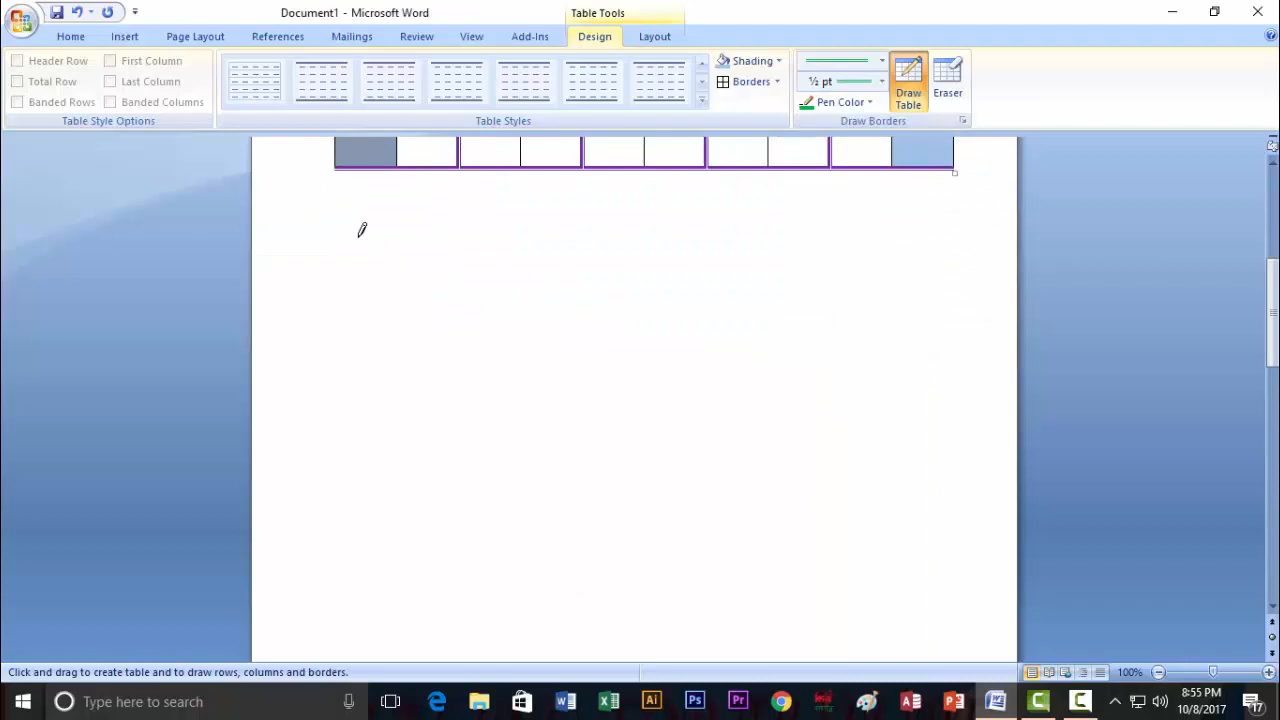 Document1 - Microsoft Word
Table Tools
Home
Insert
Page Layout
References
Mailings
Review
View
Add-Ins
Design
Layout
Header Row
First Column
Total Row
Last Column
Banded Rows
Banded Columns
Table Style Options
Table Styles
Shading
Borders
½ pt
Pen Color
Draw Table
Eraser
Draw Borders
Click and drag to create table and to draw rows, columns and borders.
100%
Type here to search
8:55 PM
10/8/2017
17